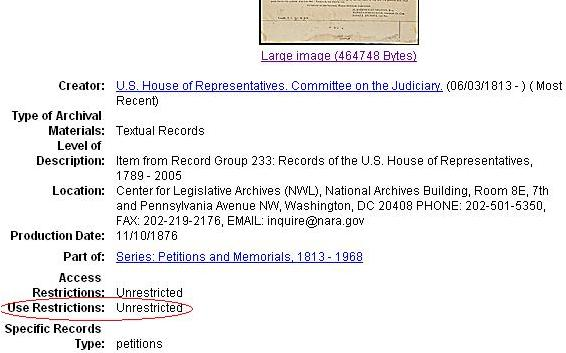 Large image (464748 Bytes)
Creator: U.S. House of Representatives. Committee on the Judiciary. (06/03/1813 - ) ( Most
Recent)
Type of Archival
Materials: Textual Records
Level of
Description: Item from Record Group 233: Records of the U.S. House of Representatives,
1789 - 2005
Location: Center for Legislative Archives (NWL), National Archives Building, Room 8E, 7th
and Pennsylvania Avenue NW, Washington, DC 20408 PHONE: 202-501-5350,
FAX: 202-219-2176, EMAIL: inquire@nara.gov
Production Date: 11/10/1876
Part of: Series: Petitions and Memorials, 1813 - 1968
Access
Restrictions: Unrestricted
Use Restrictions: Unrestricted
Specific Records
Type: petitions